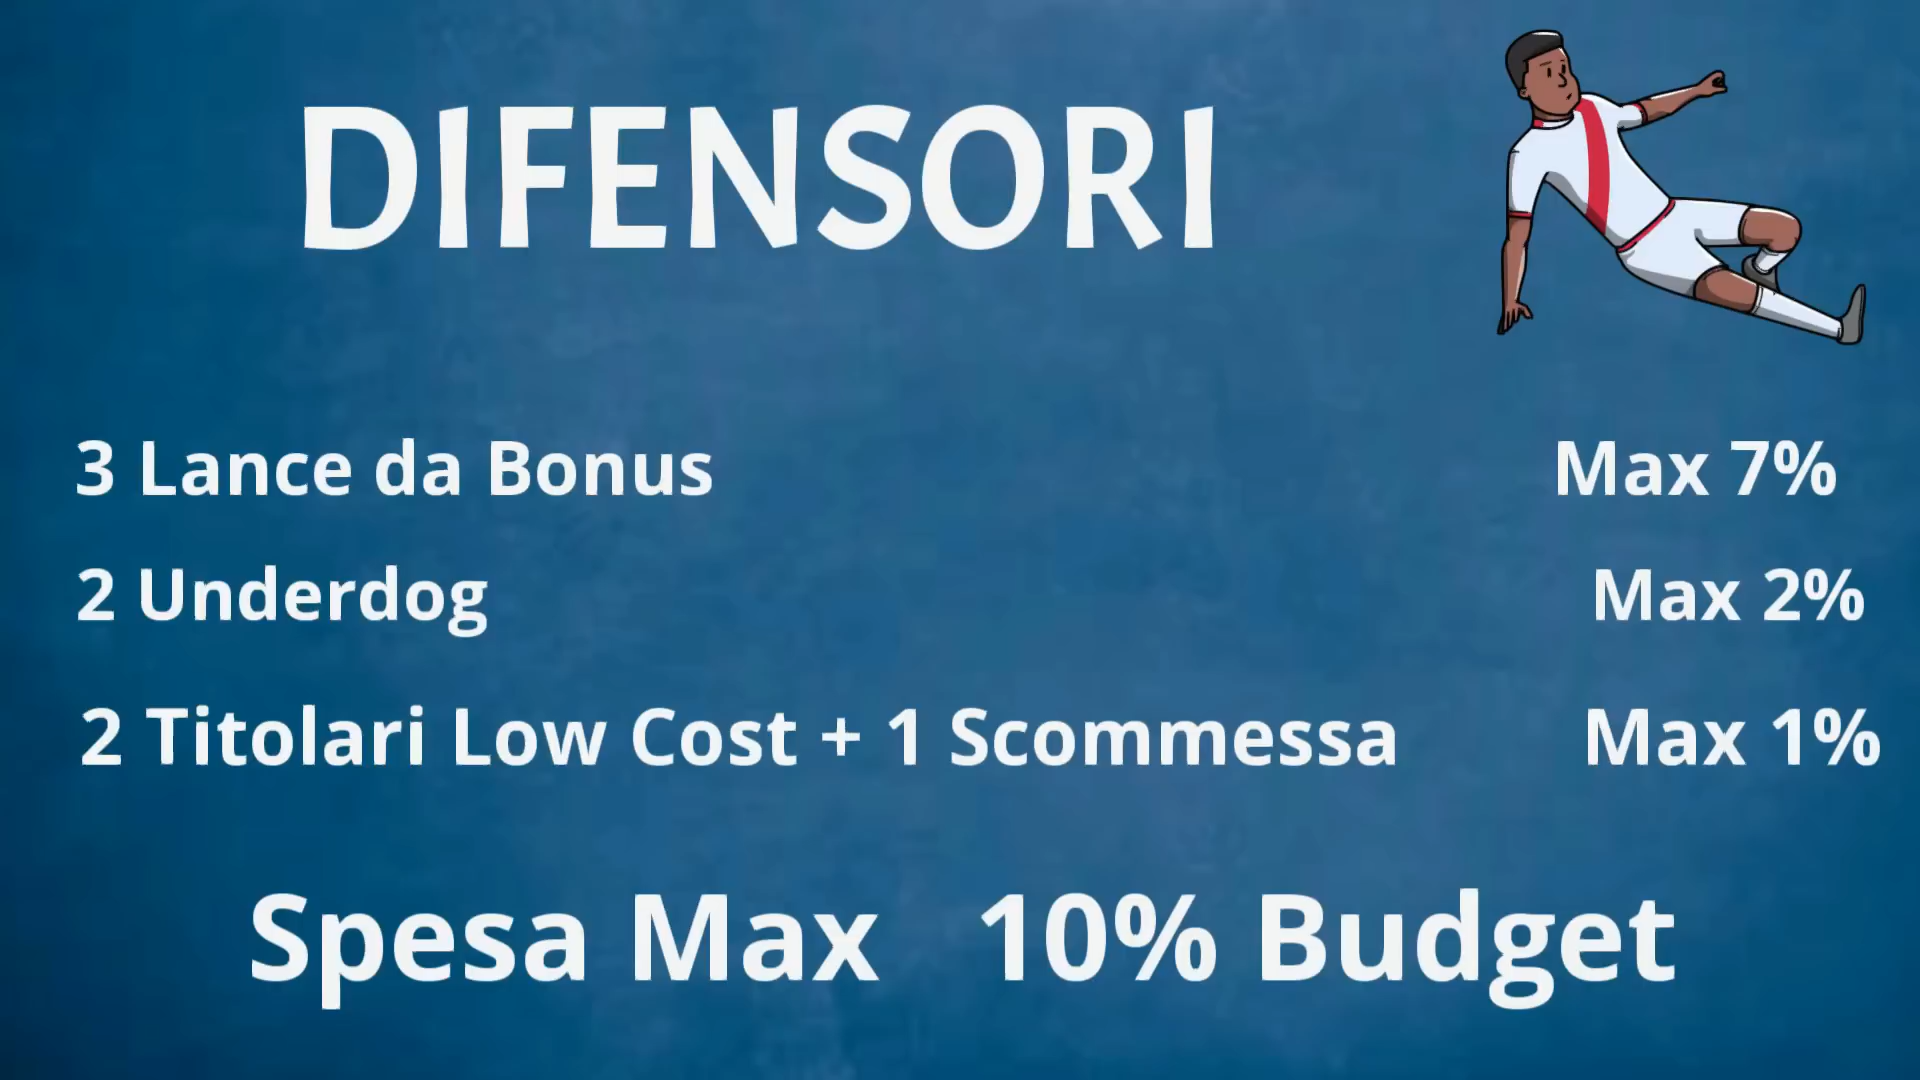 DIFENSORI
3 Lance da Bonus Max 7%
2 Underdog Max 2%
2 Titolari Low Cost + 1 Scommessa Max 1%
Spesa Max 10% Budget